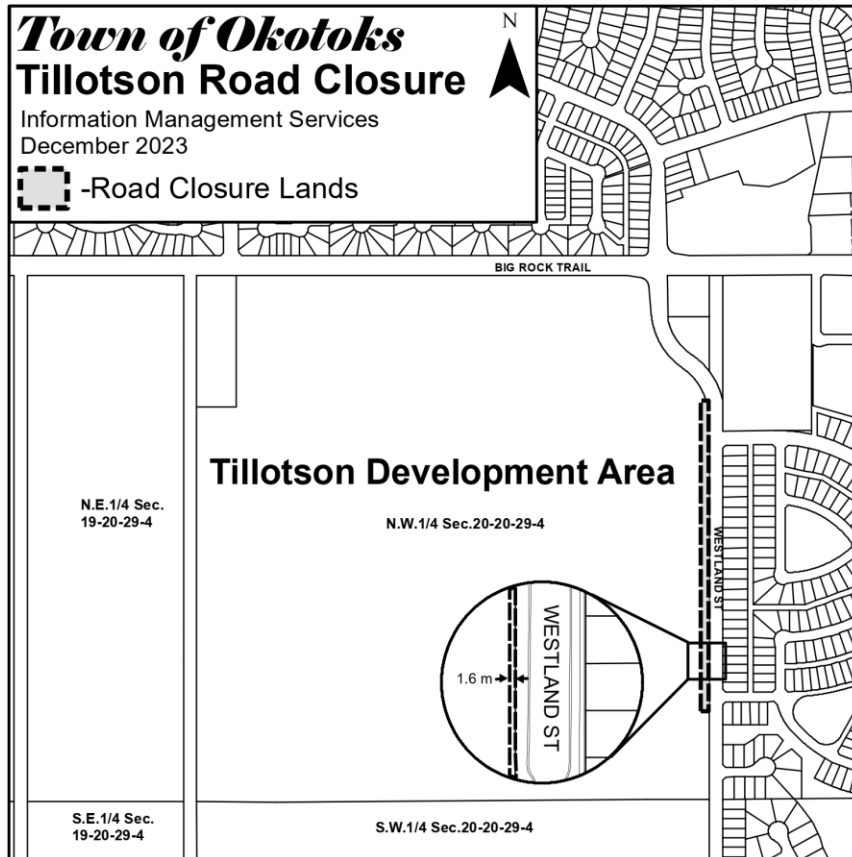 Town of Okotoks
Tillotson Road Closure
Information Management Services
December 2023
-Road Closure Lands
N
BIG ROCK TRAIL
Tillotson Development Area
N.E.1/4 Sec.
19-20-29-4
N.W.1/4 Sec.20-20-29-4
WESTLAND ST
1.6 m
WESTLAND ST
S.E.1/4 Sec.
19-20-29-4
S.W.1/4 Sec.20-20-29-4